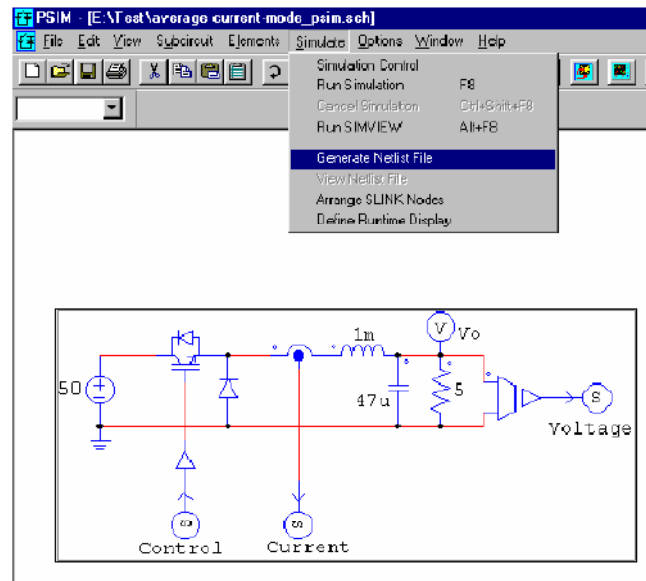 PSIM - [E:\Test\average current-mode_psim.sch]
File Edit View Subcircuit Elements Simulate Options Window Help
Simulation Control
Run Simulation F8
Cancel Simulation Ctrl+Shift+F8
Run SIMVIEW Alt+F8
Generate Netlist File
View Netlist File
Arrange SLINK Nodes
Define Runtime Display
1m
V Vo
50
47u
5
S
Voltage
S S
Control Current